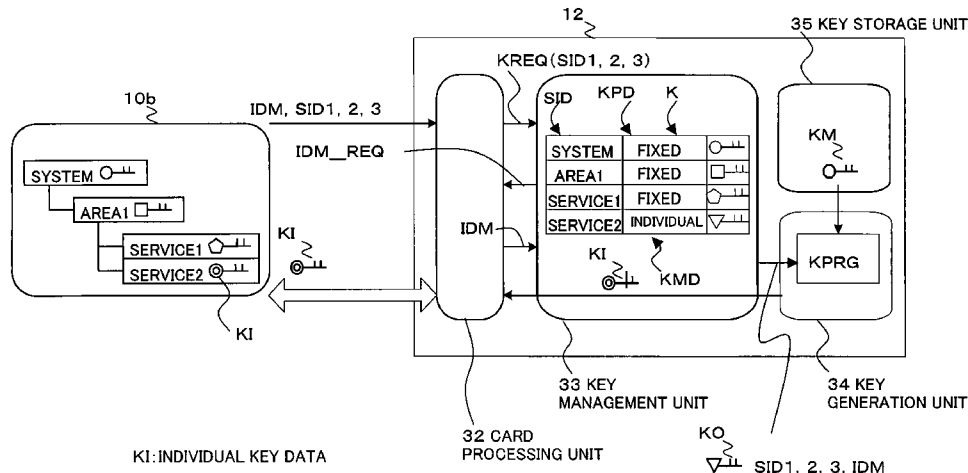 12
35 KEY STORAGE UNIT
KREQ(SID1, 2, 3)
10b
IDM, SID1, 2, 3
SID
KPD
K
KM
IDM__REQ
SYSTEM
FIXED
AREA1
FIXED
SERVICE1
FIXED
SERVICE2
INDIVIDUAL
SYSTEM
AREA1
SERVICE1
SERVICE2
KI
IDM
KI
KMD
KPRG
KI
33 KEY
MANAGEMENT UNIT
34 KEY
GENERATION UNIT
32 CARD
PROCESSING UNIT
KI:INDIVIDUAL KEY DATA
KO
SID1, 2, 3, IDM